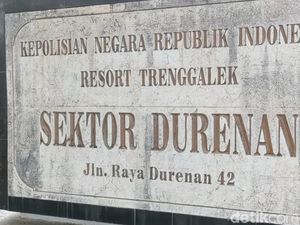 KEPOLISIAN NEGARA REPUBLIK INDONE
RESORT TRENGGALEK
SEKTOR DURENAN
Jln. Raya Durenan 42
detikcom